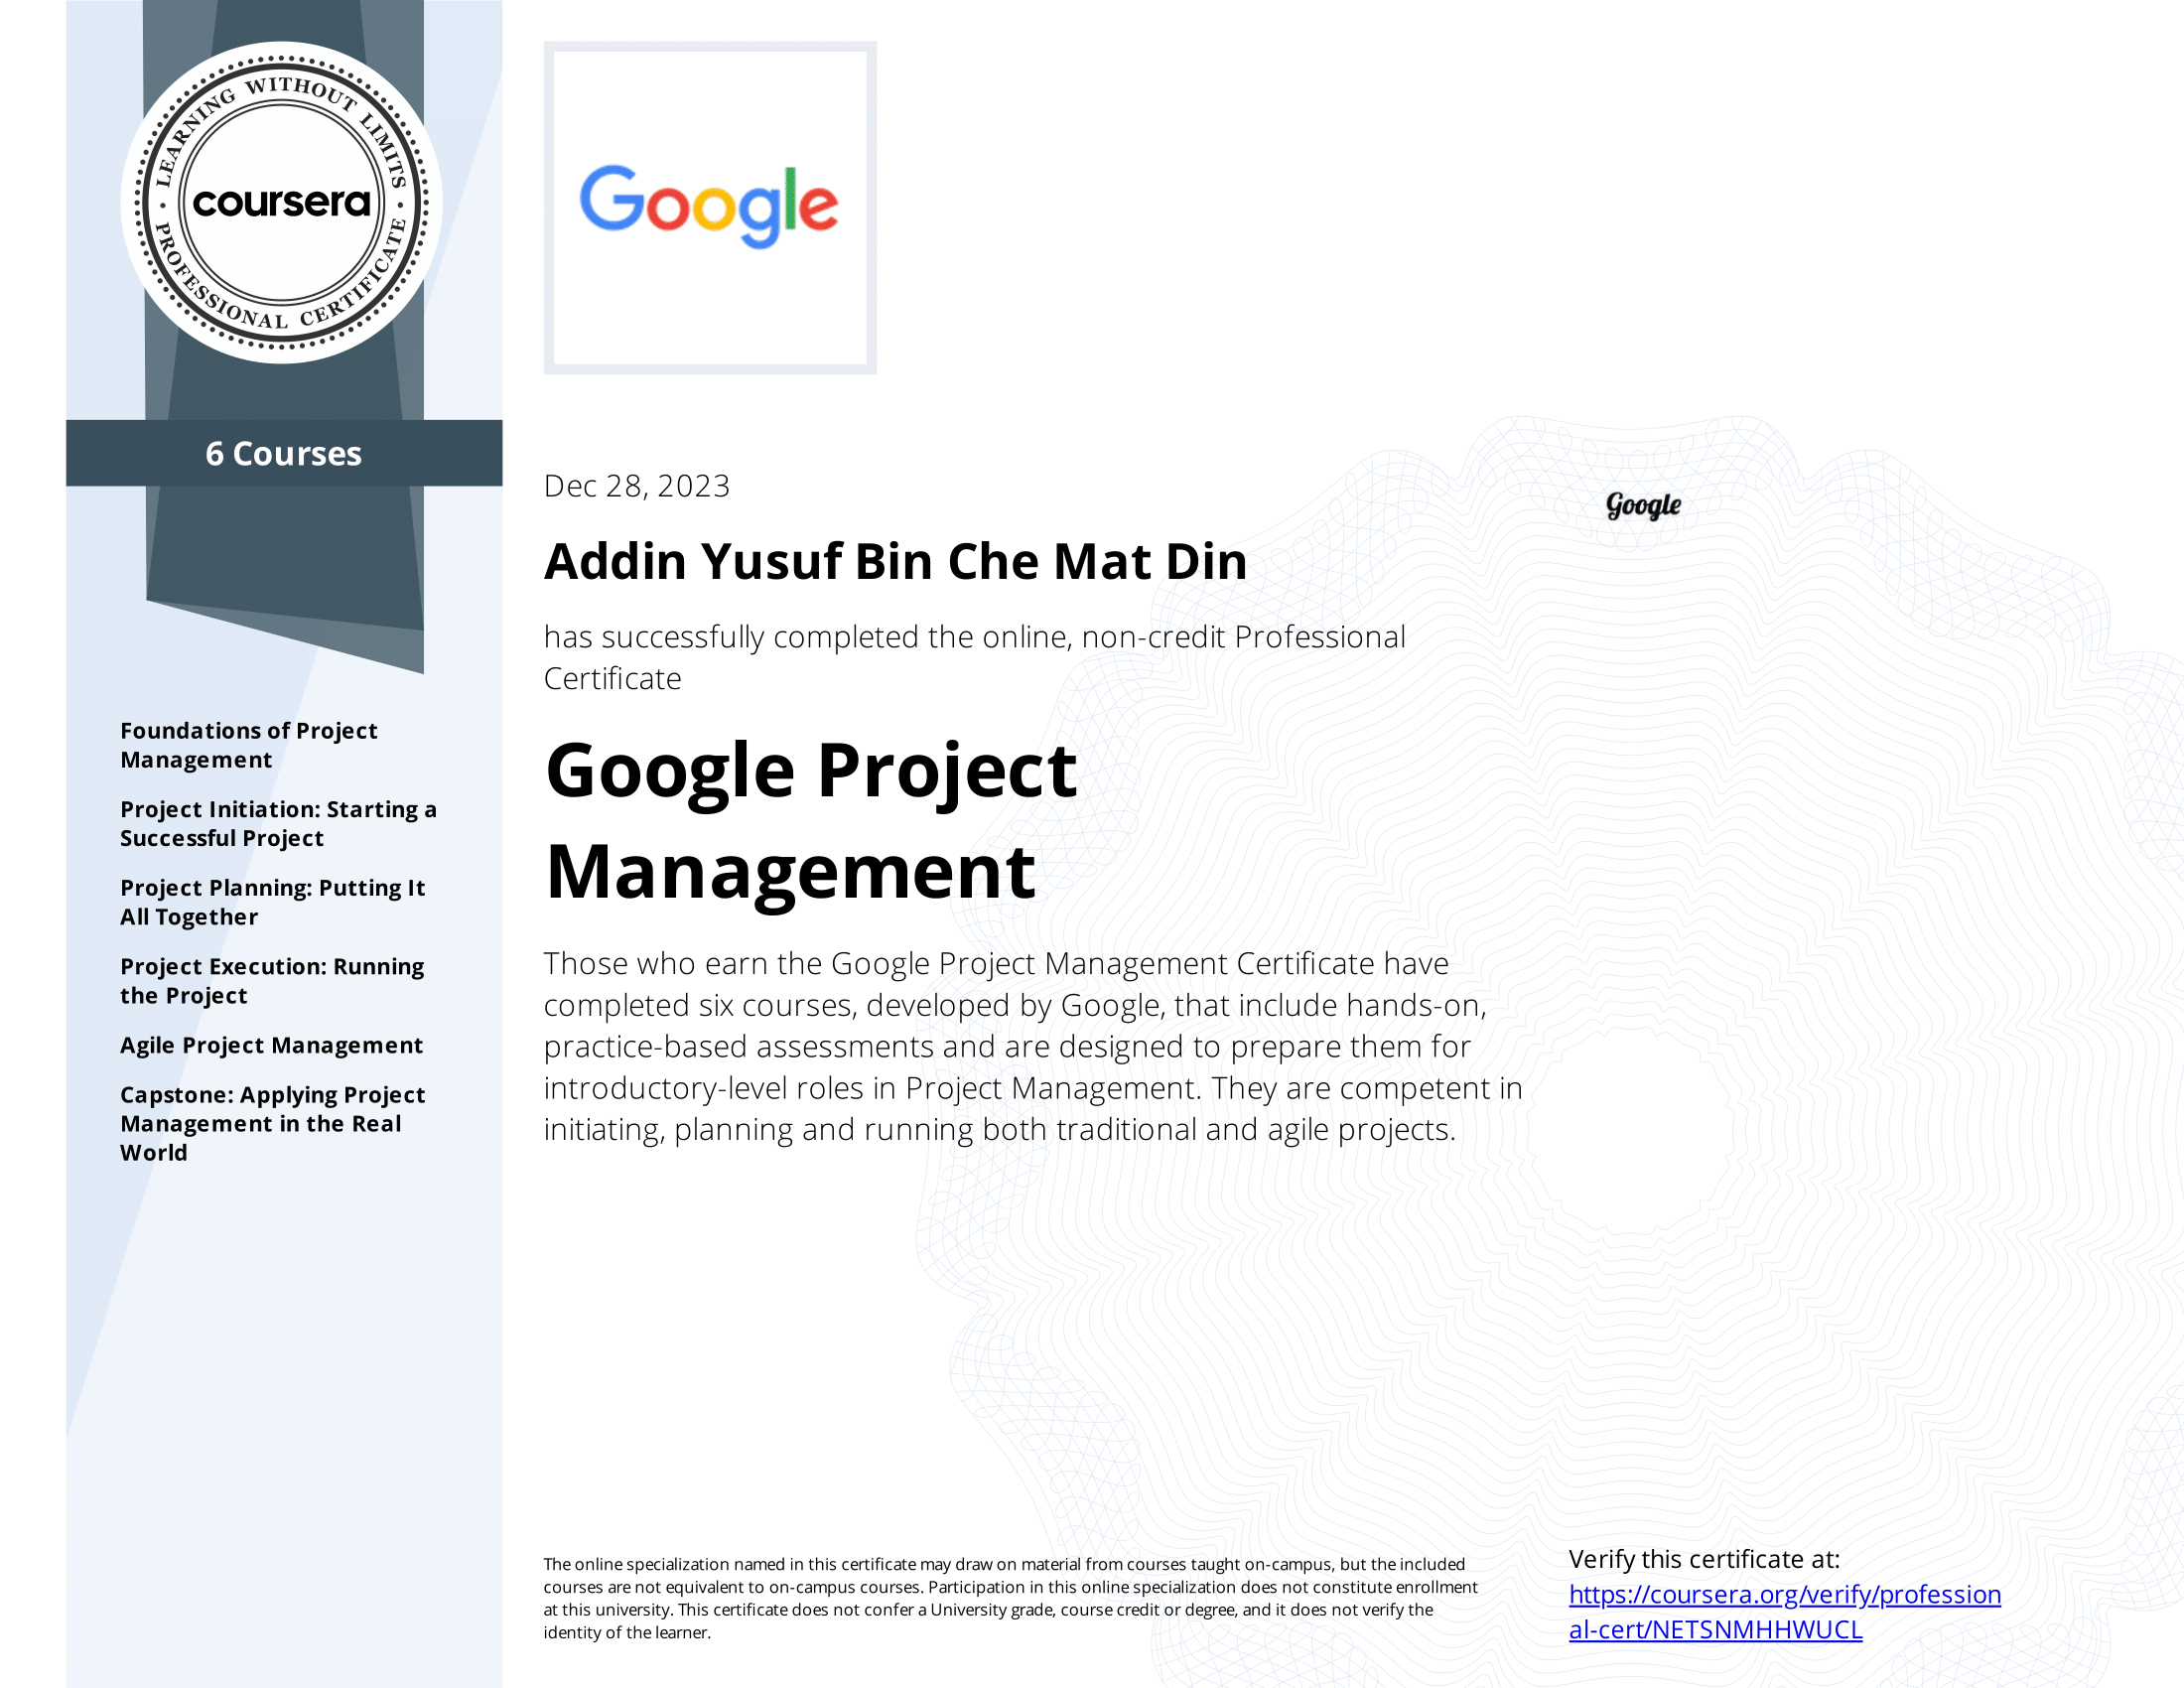 LEARNING WITHOUT LIMITS
coursera
PROFESSIONAL CERTIFICATE
6 Courses
Foundations of Project
Management
Project Initiation: Starting a
Successful Project
Project Planning: Putting It
All Together
Project Execution: Running
the Project
Agile Project Management
Capstone: Applying Project
Management in the Real
World
Google
Dec 28, 2023
Google
Addin Yusuf Bin Che Mat Din
has successfully completed the online, non-credit Professional
Certificate
Google Project
Management
Those who earn the Google Project Management Certificate have
completed six courses, developed by Google, that include hands-on,
practice-based assessments and are designed to prepare them for
introductory-level roles in Project Management. They are competent in
initiating, planning and running both traditional and agile projects.
The online specialization named in this certificate may draw on material from courses taught on-campus, but the included
courses are not equivalent to on-campus courses. Participation in this online specialization does not constitute enrollment
at this university. This certificate does not confer a University grade, course credit or degree, and it does not verify the
identity of the learner.
Verify this certificate at:
https://coursera.org/verify/profession
al-cert/NETSNMHHWUCL